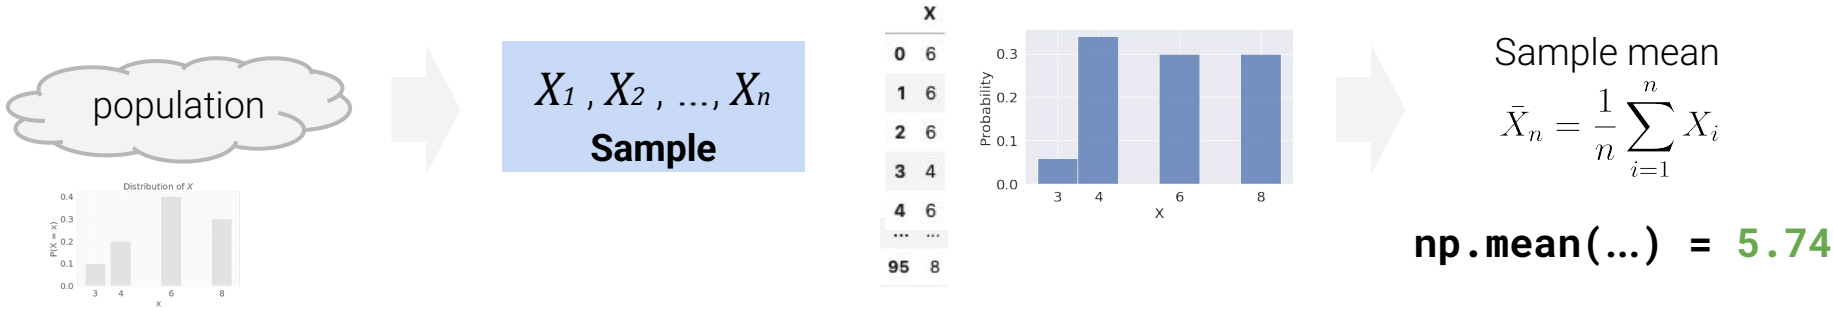 population
Distribution of X
P(X = x)
0.4
0.3
0.2
0.1
0.0
3 4 6 8
x
X₁ , X₂ , ..., Xₙ
Sample
X
0 6
1 6
2 6
3 4
4 6
... ...
95 8
Probability
0.3
0.2
0.1
0.0
3 4 6 8
X
Sample mean
X̄ₙ = 1/n ∑ᵢ₌₁ⁿ Xᵢ
np.mean(…) = 5.74